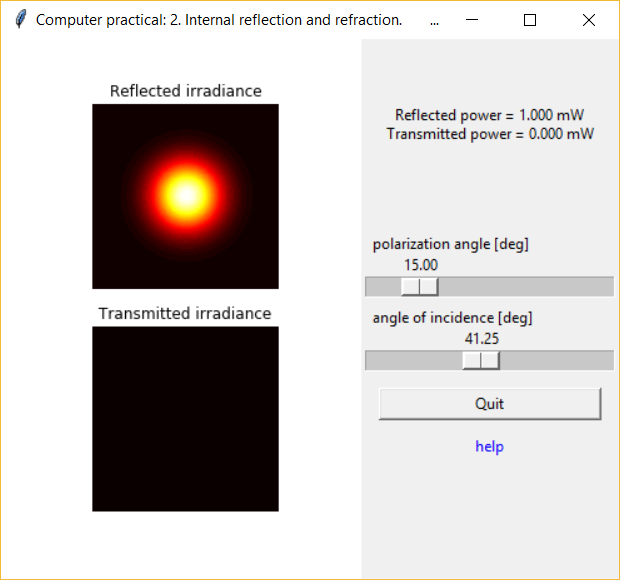 Computer practical: 2. Internal reflection and refraction. ...
Reflected irradiance
Reflected power = 1.000 mW
Transmitted power = 0.000 mW
polarization angle [deg]
15.00
Transmitted irradiance
angle of incidence [deg]
41.25
Quit
help